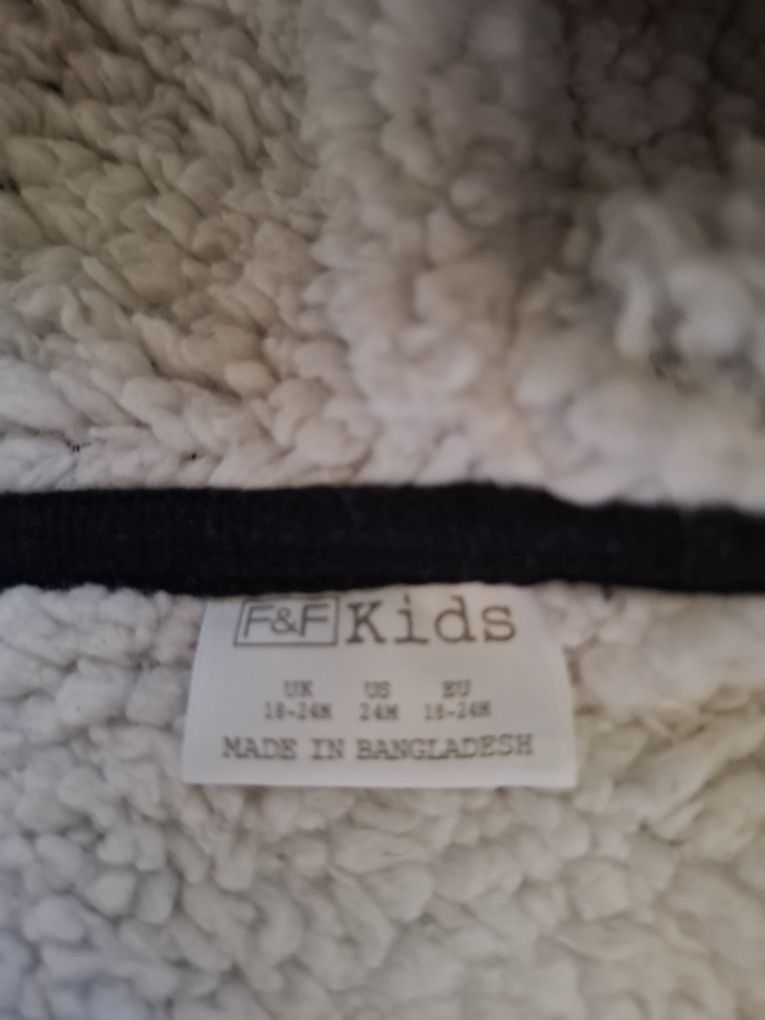 F&F Kids
UK US EU
18-24M 24M 18-24M
MADE IN BANGLADESH